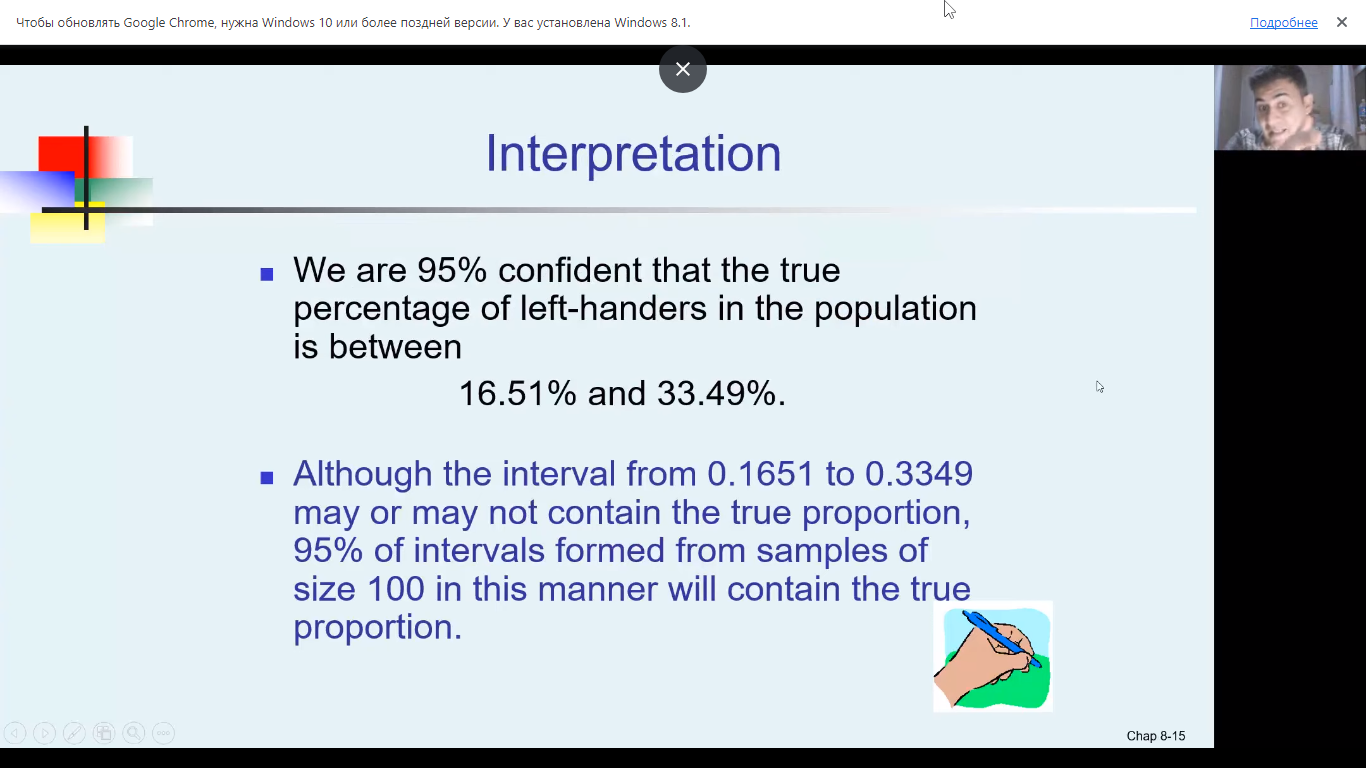 Чтобы обновлять Google Chrome, нужна Windows 10 или более поздней версии. У вас установлена Windows 8.1.
Подробнее
Interpretation
We are 95% confident that the true
percentage of left-handers in the population
is between
16.51% and 33.49%.
Although the interval from 0.1651 to 0.3349
may or may not contain the true proportion,
95% of intervals formed from samples of
size 100 in this manner will contain the true
proportion.
Chap 8-15